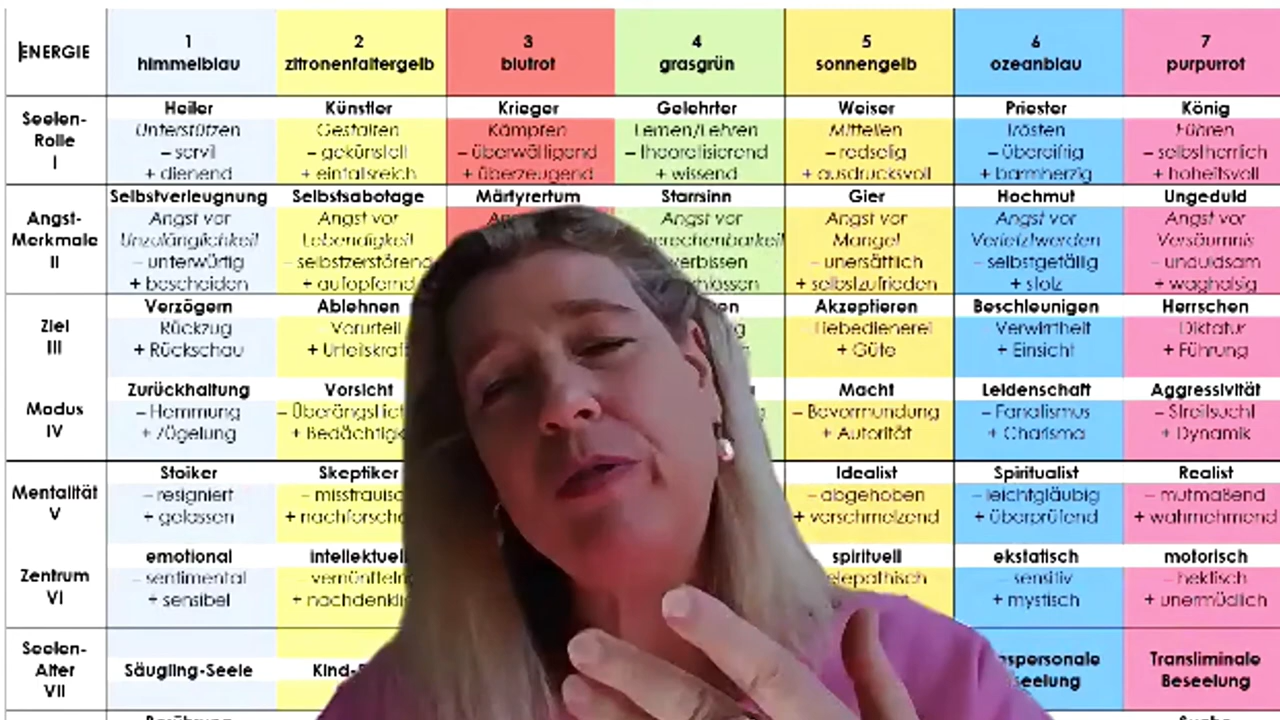 ENERGIE
1 himmelblau
2 zitronenfaltergelb
3 blutrot
4 grasgrün
5 sonnengelb
6 ozeanblau
7 purpurrot
Seelen-Rolle I
Heiler
Unterstützen
– servil
+ dienend
Künstler
Gestalten
– gekünstelt
+ einfallsreich
Krieger
Kämpfen
– überwältigend
+ überzeugend
Gelehrter
Lernen/Lehren
– theoretisierend
+ wissend
Weiser
Mitteilen
– redselig
+ ausdrucksvoll
Priester
Trösten
– übereifrig
+ barmherzig
König
Führen
– selbstherrlich
+ hoheitsvoll
Angst-Merkmale II
Selbstverleugnung
Angst vor
Unzulänglichkeit
– unterwürfig
+ bescheiden
Selbstsabotage
Angst vor
Lebendigkeit
– selbstzerstörend
+ aufopfernd
Märtyrertum
Starrsinn
Angst vor
Gier
Angst vor
Mangel
– unersättlich
+ selbstzufrieden
Hochmut
Angst vor
Verletztwerden
– selbstgefällig
+ stolz
Ungeduld
Angst vor
Versäumnis
– unduldsam
+ waghalsig
Ziel III
Verzögern
– Rückzug
+ Rückschau
Ablehnen
– Vorurteil
+ Urteilskraft
Akzeptieren
– Liebedienerei
+ Güte
Beschleunigen
– Verwirrtheit
+ Einsicht
Herrschen
– Diktatur
+ Führung
Modus IV
Zurückhaltung
– Hemmung
+ Zügelung
Vorsicht
Macht
– Bevormundung
+ Autorität
Leidenschaft
– Fanatismus
+ Charisma
Aggressivität
– Streitsucht
+ Dynamik
Mentalität V
Stoiker
– resigniert
+ gelassen
Skeptiker
Idealist
– abgehoben
+ verschmelzend
Spiritualist
– leichtgläubig
+ überprüfend
Realist
– mutmaßend
+ wahrnehmend
Zentrum VI
emotional
– sentimental
+ sensibel
intellektuell
spirituell
telepathisch
ekstatisch
– sensitiv
+ mystisch
motorisch
– hektisch
+ unermüdlich
Seelen-Alter VII
Säugling-Seele
Transliminale Beseelung